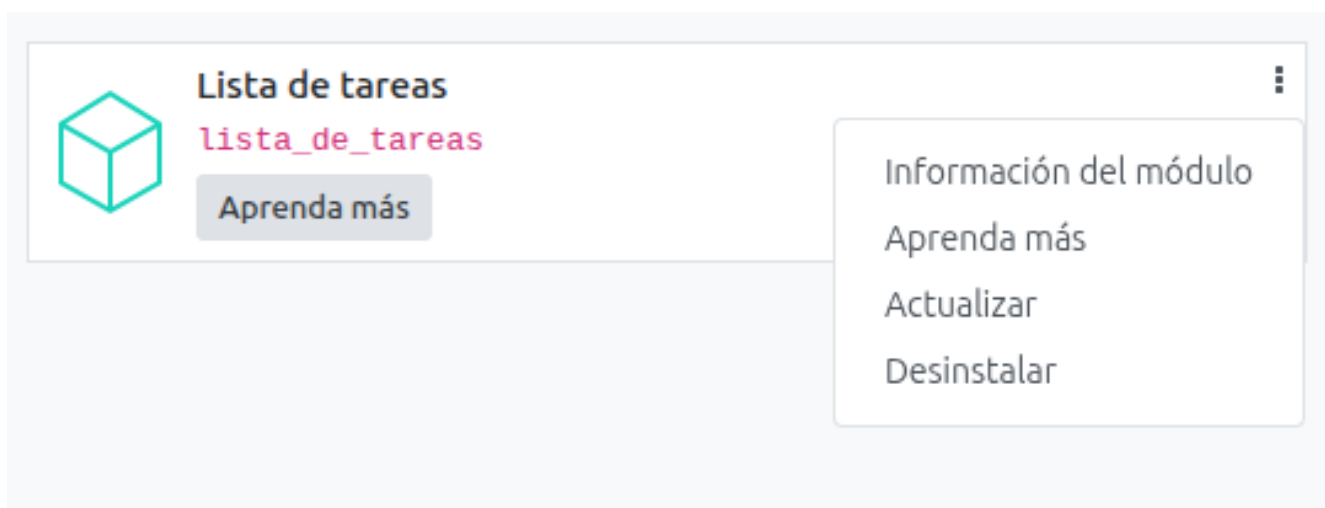 Lista de tareas
lista_de_tareas
Aprenda más
Información del módulo
Aprenda más
Actualizar
Desinstalar